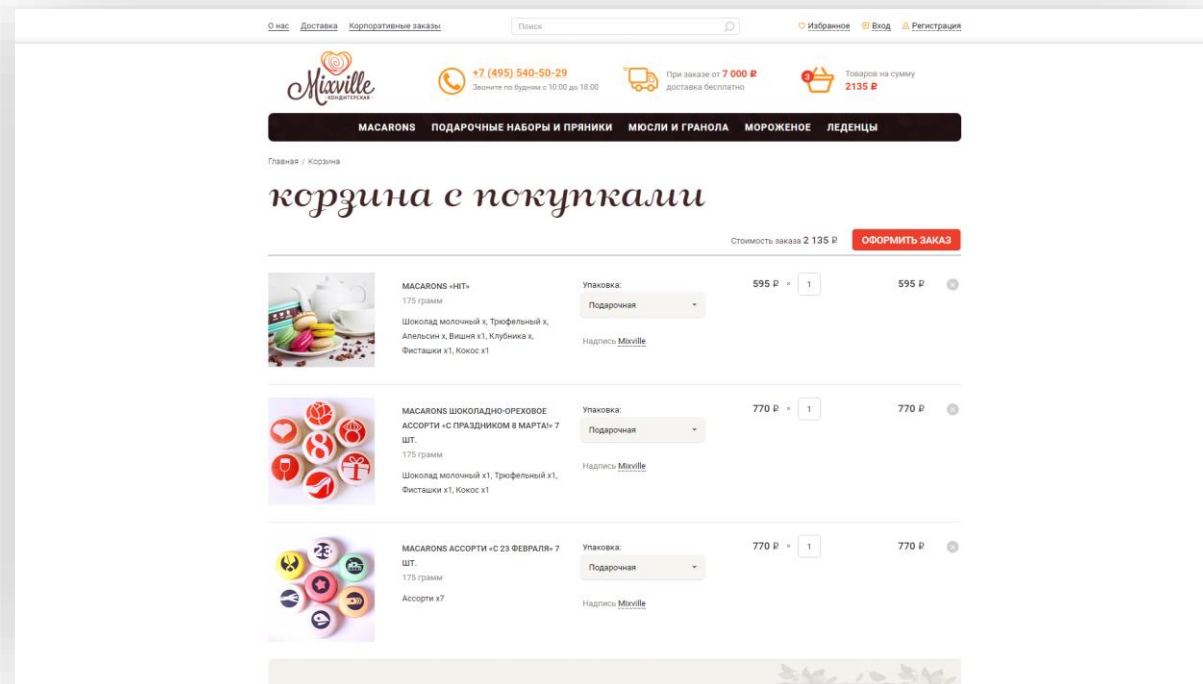 О нас Доставка Корпоративные заказы Поиск Избранное Вход Регистрация
Mixville
КОНДИТЕРСКАЯ
+7 (495) 540-50-29
Звоните по будням с 10:00 до 18:00
При заказе от 7 000 ₽
доставка бесплатно
3
Товаров на сумму
2135 ₽
MACARONS ПОДАРОЧНЫЕ НАБОРЫ И ПРЯНИКИ МЮСЛИ И ГРАНОЛА МОРОЖЕНОЕ ЛЕДЕНЦЫ
Главная / Корзина
корзина с покупками
Стоимость заказа 2 135 ₽ ОФОРМИТЬ ЗАКАЗ
MACARONS «HIT»
175 грамм
Шоколад молочный x, Трюфельный x,
Апельсин x, Вишня x1, Клубника x,
Фисташки x1, Кокос x1
Упаковка:
Подарочная
Надпись Mixville
595 ₽ × 1 595 ₽
MACARONS ШОКОЛАДНО-ОРЕХОВОЕ
АССОРТИ «С ПРАЗДНИКОМ 8 МАРТА!» 7
ШТ.
175 грамм
Шоколад молочный x1, Трюфельный x1,
Фисташки x1, Кокос x1
Упаковка:
Подарочная
Надпись Mixville
770 ₽ × 1 770 ₽
8
MACARONS АССОРТИ «С 23 ФЕВРАЛЯ» 7
ШТ.
175 грамм
Ассорти x7
Упаковка:
Подарочная
Надпись Mixville
770 ₽ × 1 770 ₽
23